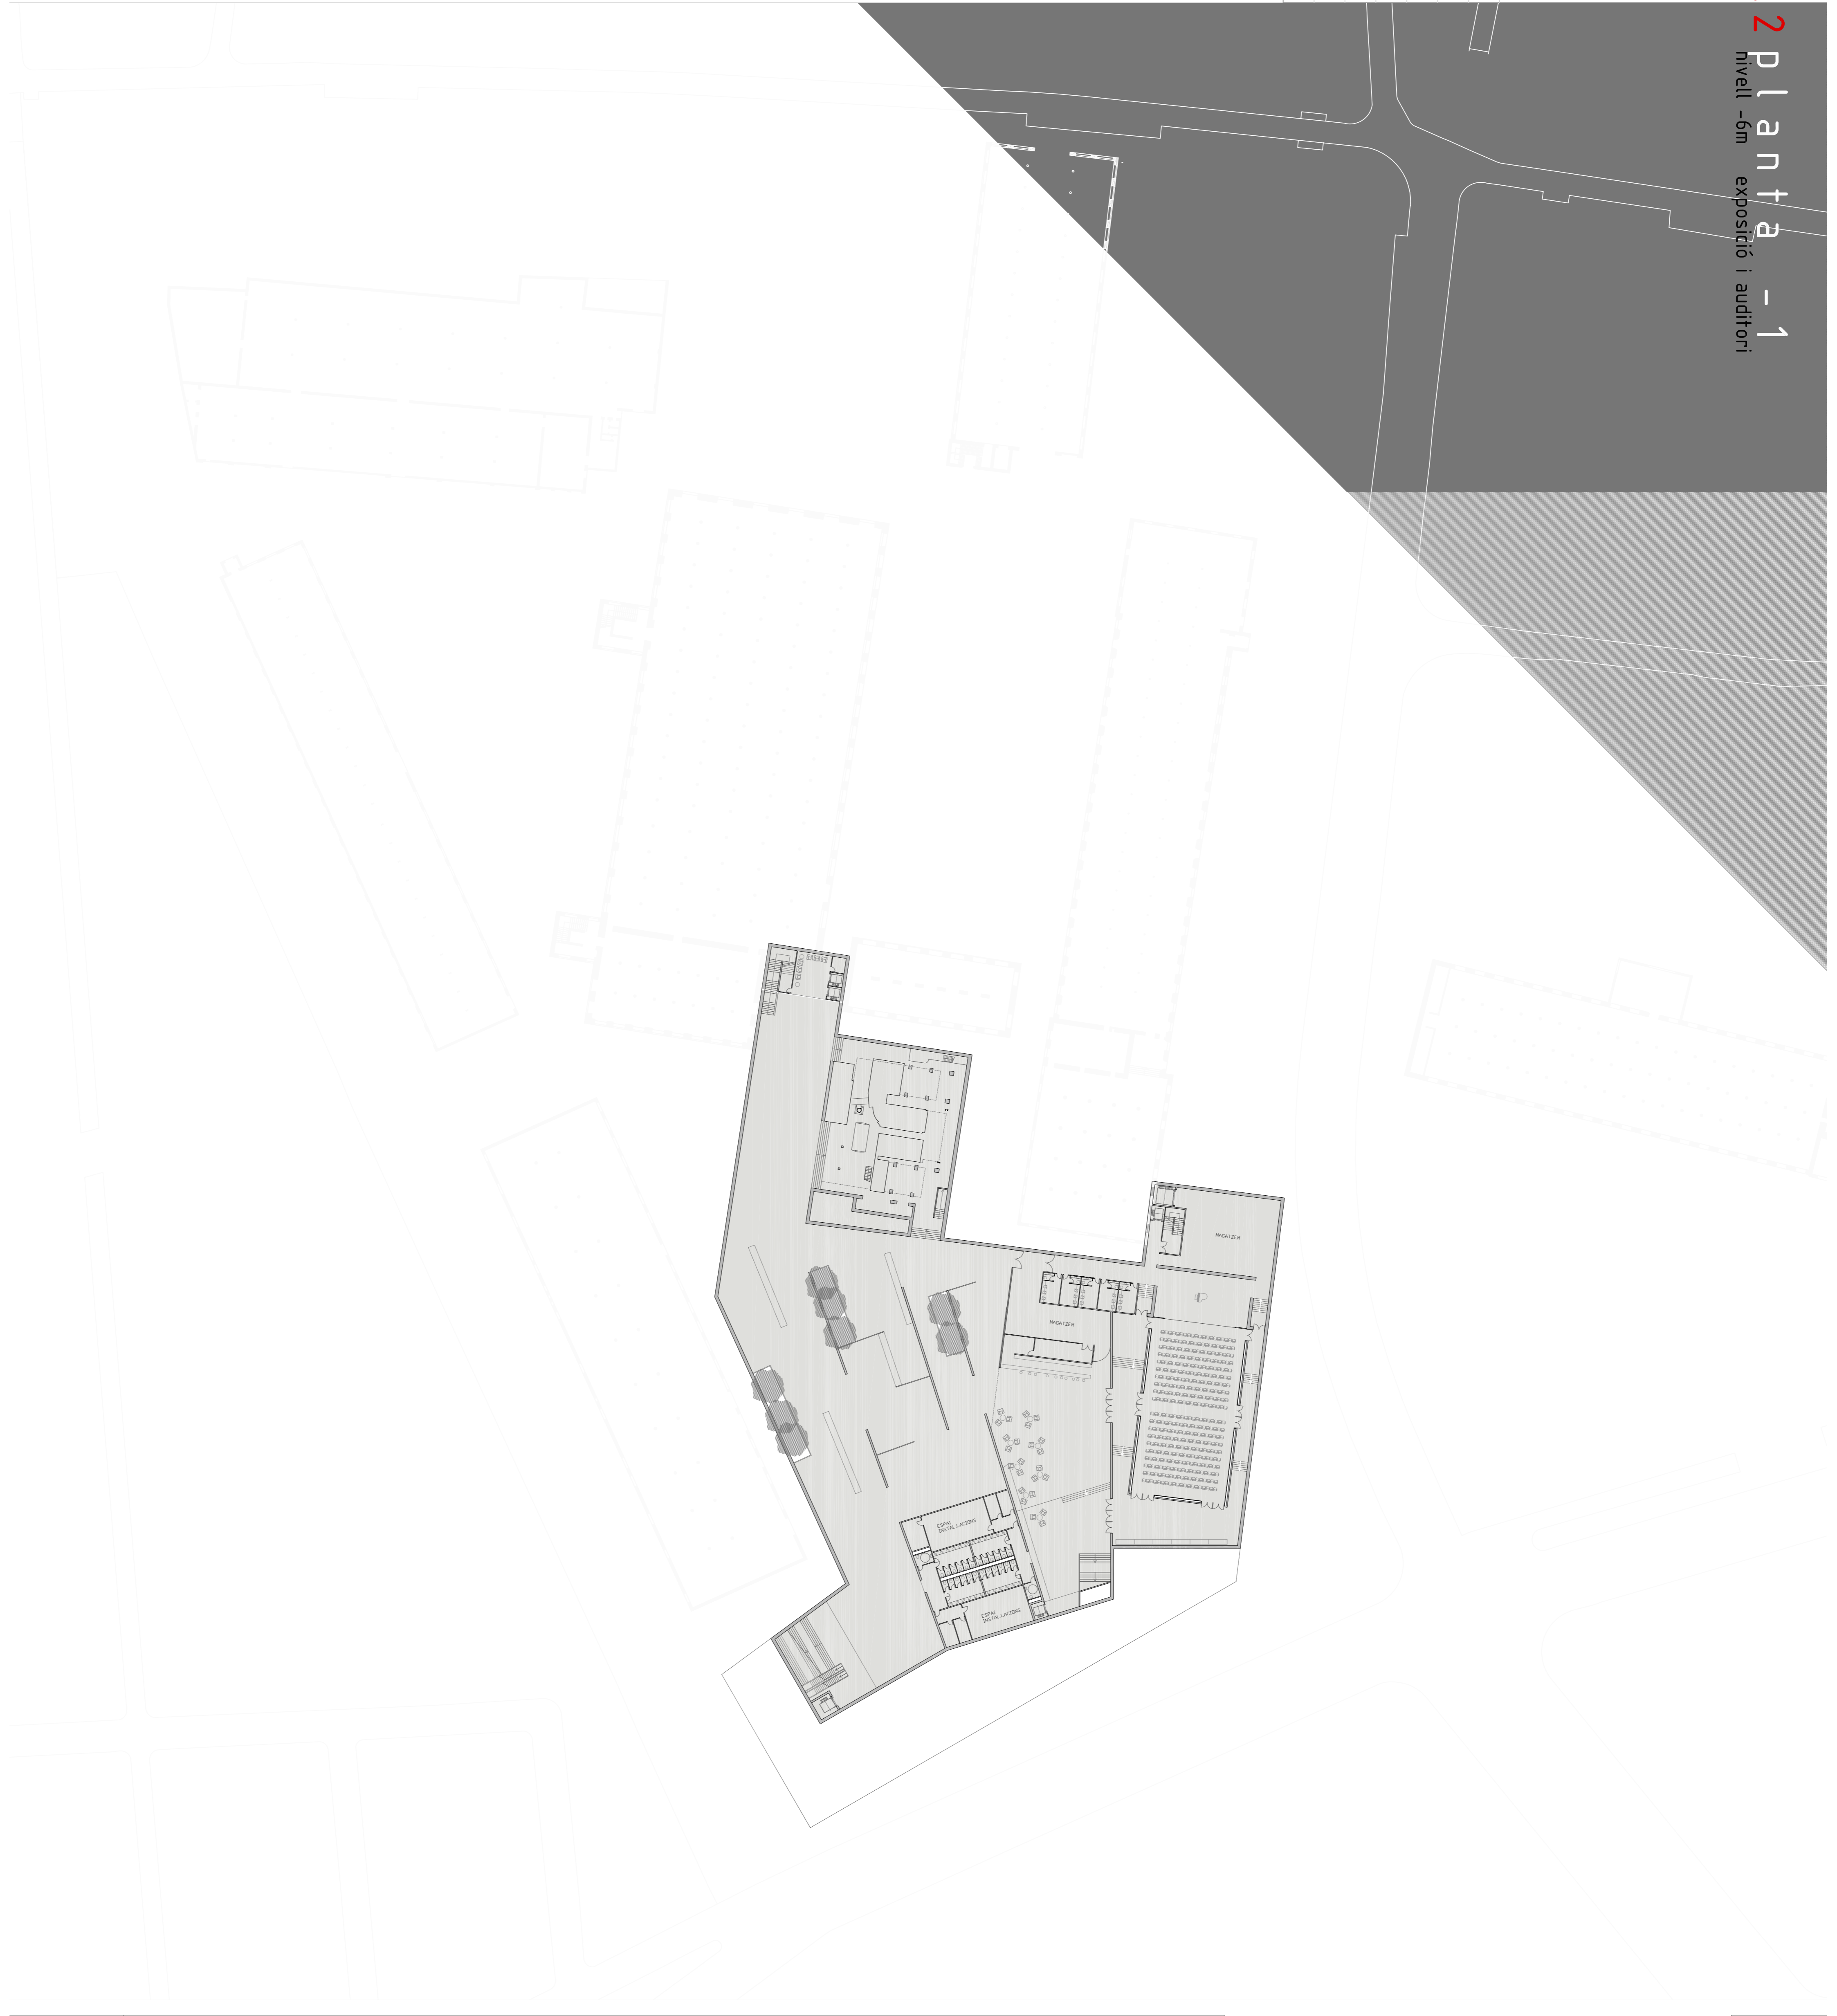 2 planta -1
nivell -6m exposició i auditori
MAGATZEM
MAGATZEM
ESPAI
INSTAL.LACIONS
ESPAI
INSTAL.LACIONS